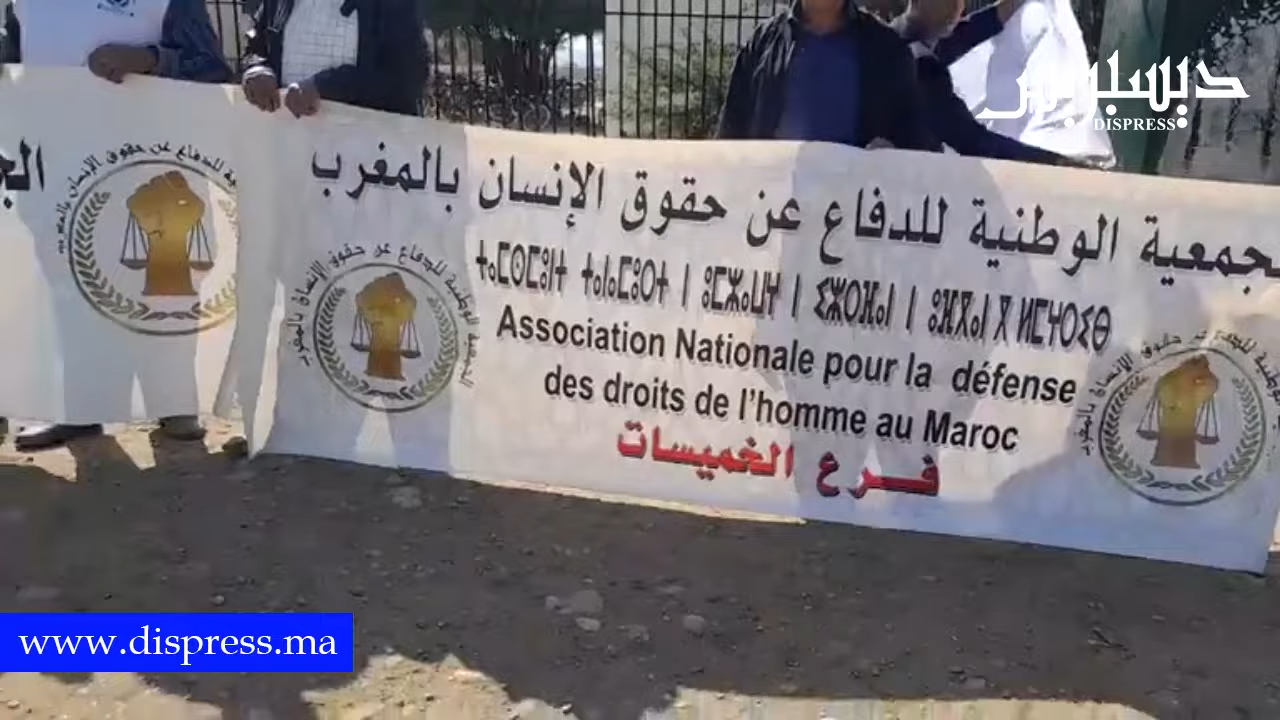 ديسبريس
DISPRESS
الجمعية الوطنية للدفاع عن حقوق الإنسان بالمغرب
Association Nationale pour la défense
des droits de l'homme au Maroc
فرع الخميسات
www.dispress.ma